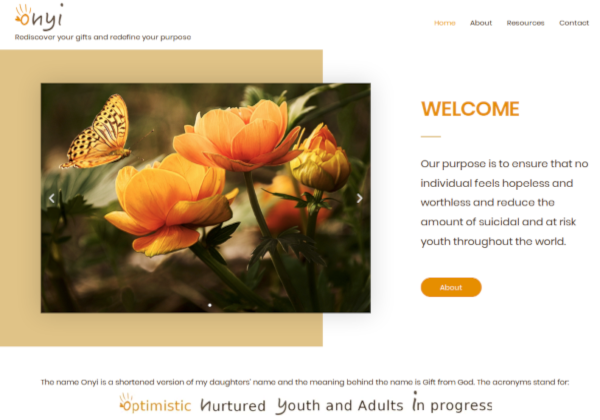 Onyi
Rediscover your gifts and redefine your purpose
Home About Resources Contact
WELCOME
Our purpose is to ensure that no
individual feels hopeless and
worthless and reduce the
amount of suicidal and at risk
youth throughout the world.
About
The name Onyi is a shortened version of my daughters' name and the meaning behind the name is Gift from God. The acronyms stand for:
Optimistic Nurtured Youth and Adults In progress